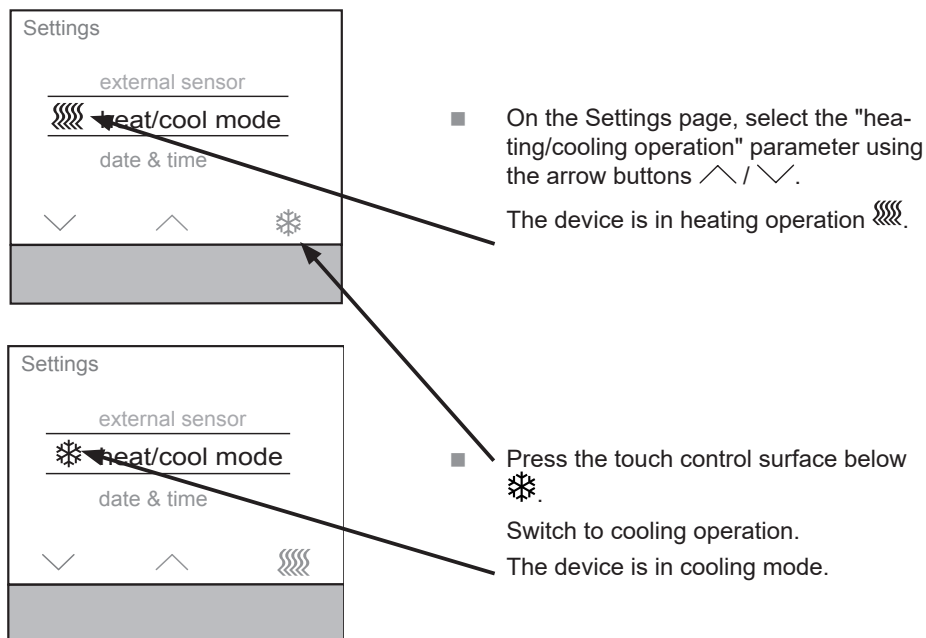 Settings
external sensor
heat/cool mode
date & time
On the Settings page, select the "hea-
ting/cooling operation" parameter using
the arrow buttons / .
The device is in heating operation .
Settings
external sensor
heat/cool mode
date & time
Press the touch control surface below
.
Switch to cooling operation.
The device is in cooling mode.